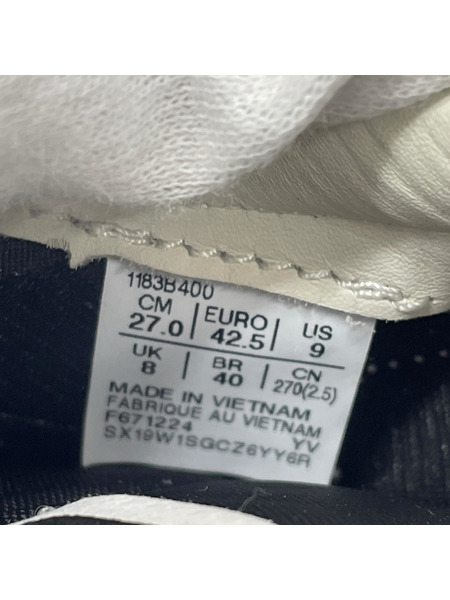 1183B400
CM EURO US
27.0 42.5 9
UK BR CN
8 40 270(2.5)
MADE IN VIETNAM
FABRIQUE AU VIETNAM
F671224 YV
SX19W1SGCZ6YY6R